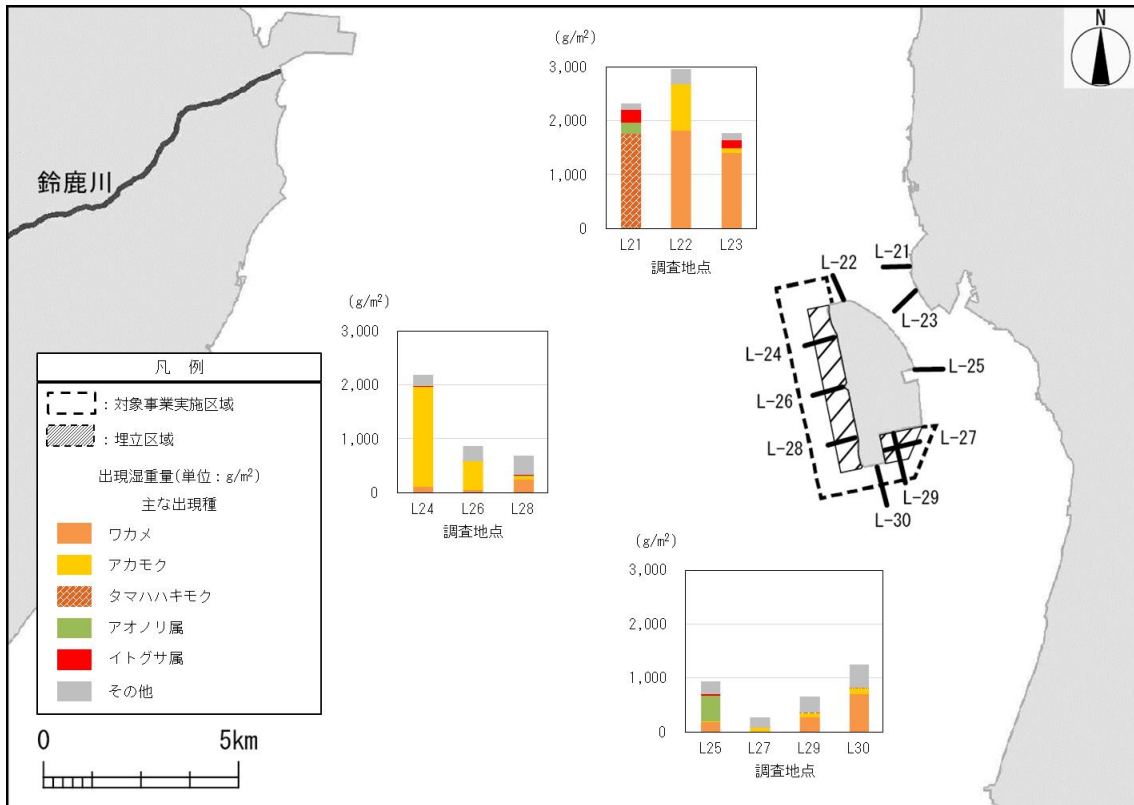 N
鈴鹿川
(g/m²)
3,000
2,000
1,000
0
L21 L22 L23
調査地点
L-21
L-22
L-23
L-24
L-25
L-26
L-27
L-28
L-29
L-30
(g/m²)
3,000
2,000
1,000
0
L24 L26 L28
調査地点
凡 例
：対象事業実施区域
：埋立区域
出現湿重量(単位：g/m²)
主な出現種
ワカメ
アカモク
タマハハキモク
アオノリ属
イトグサ属
その他
0 5km
(g/m²)
3,000
2,000
1,000
0
L25 L27 L29 L30
調査地点